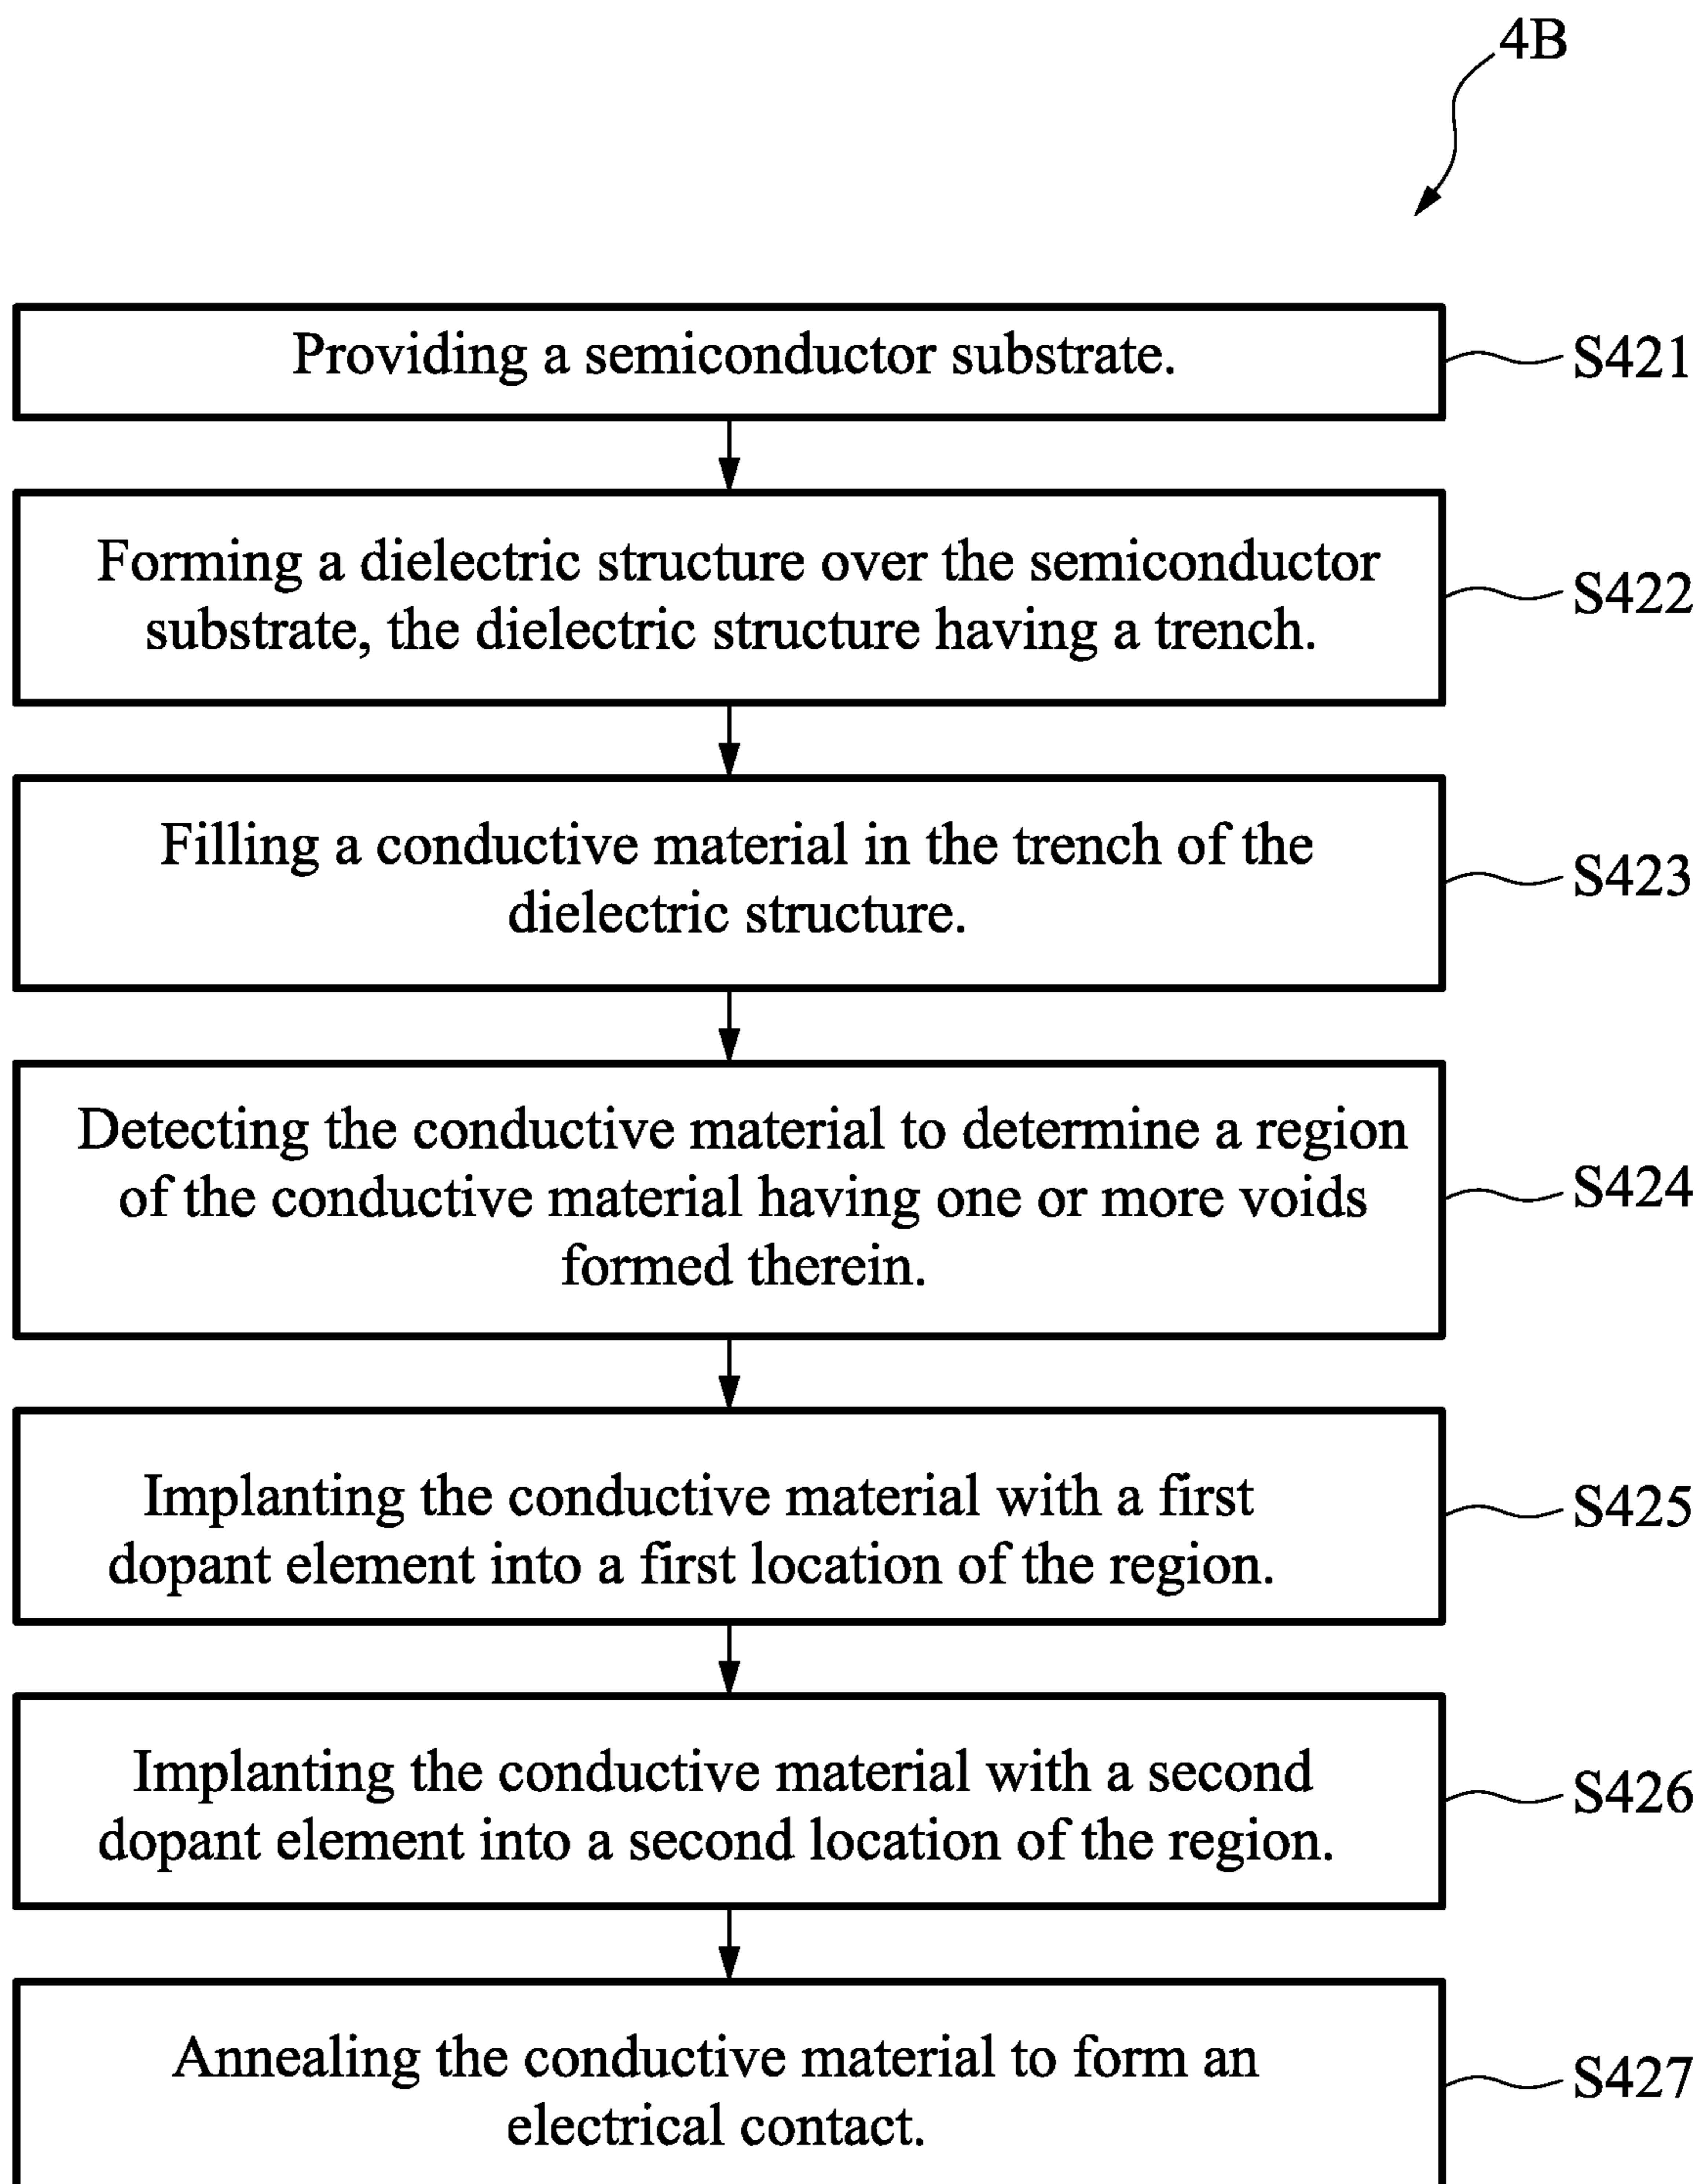 4B
Providing a semiconductor substrate.
S421
Forming a dielectric structure over the semiconductor
substrate, the dielectric structure having a trench.
S422
Filling a conductive material in the trench of the
dielectric structure.
S423
Detecting the conductive material to determine a region
of the conductive material having one or more voids
formed therein.
S424
Implanting the conductive material with a first
dopant element into a first location of the region.
S425
Implanting the conductive material with a second
dopant element into a second location of the region.
S426
Annealing the conductive material to form an
electrical contact.
S427